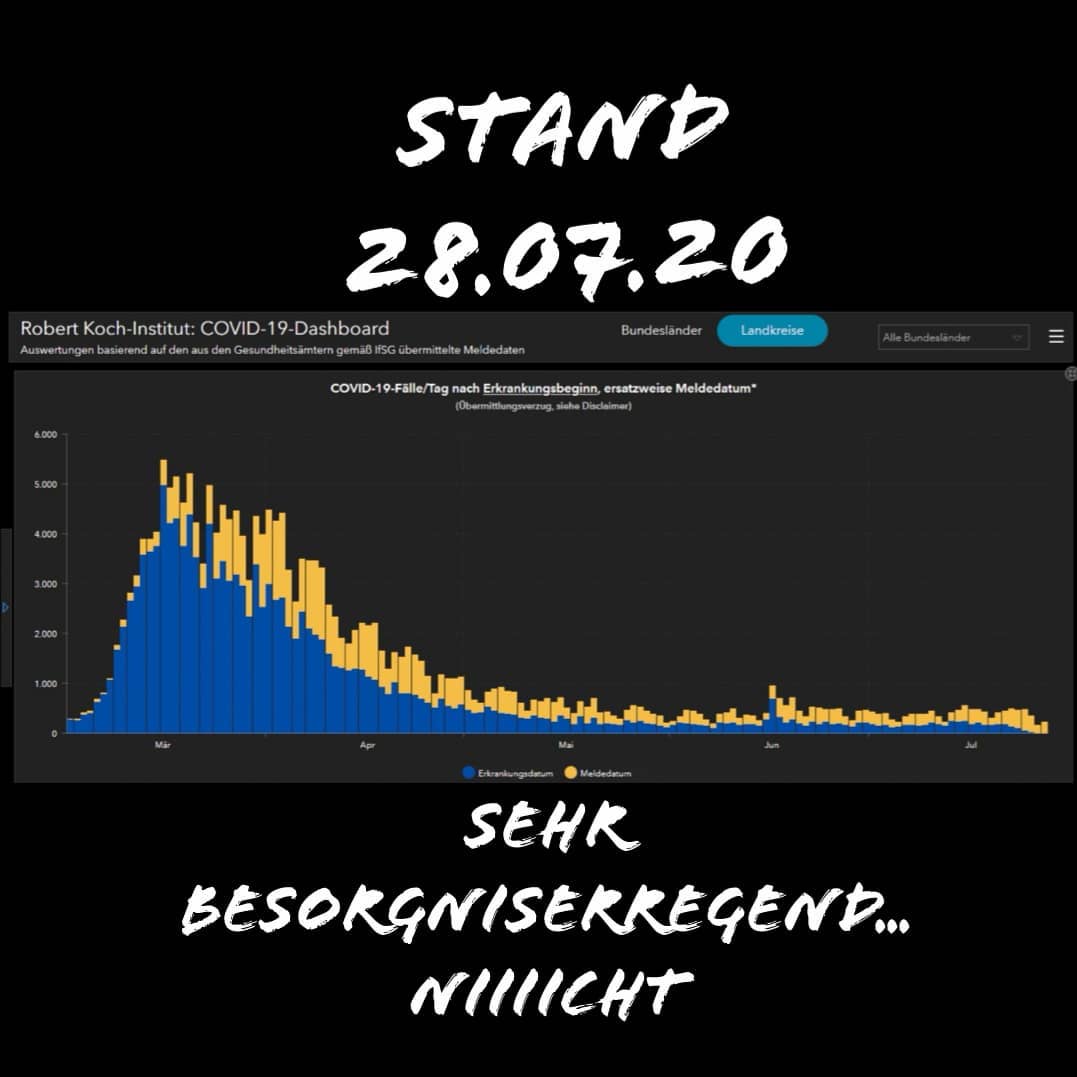 STAND
28.07.20
Robert Koch-Institut: COVID-19-Dashboard
Auswertungen basierend auf den aus den Gesundheitsämtern gemäß IfSG übermittelte Meldedaten
Bundesländer
Landkreise
Alle Bundesländer
COVID-19-Fälle/Tag nach Erkrankungsbeginn, ersatzweise Meldedatum*
(Übermittlungsverzug, siehe Disclaimer)
6.000
5.000
4.000
3.000
2.000
1.000
0
Mär Apr Mai Jun Jul
Erkrankungsdatum Meldedatum
SEHR
BESORGNISERREGEND...
NIIIICHT